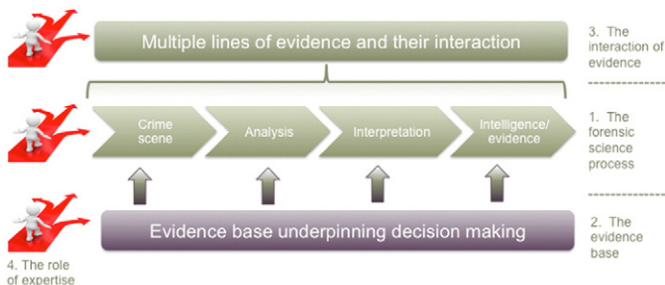 Multiple lines of evidence and their interaction
3. The
interaction of
evidence
Crime
scene
Analysis
Interpretation
Intelligence/
evidence
1. The
forensic
science
process
Evidence base underpinning decision making
2. The
evidence
base
4. The role
of expertise